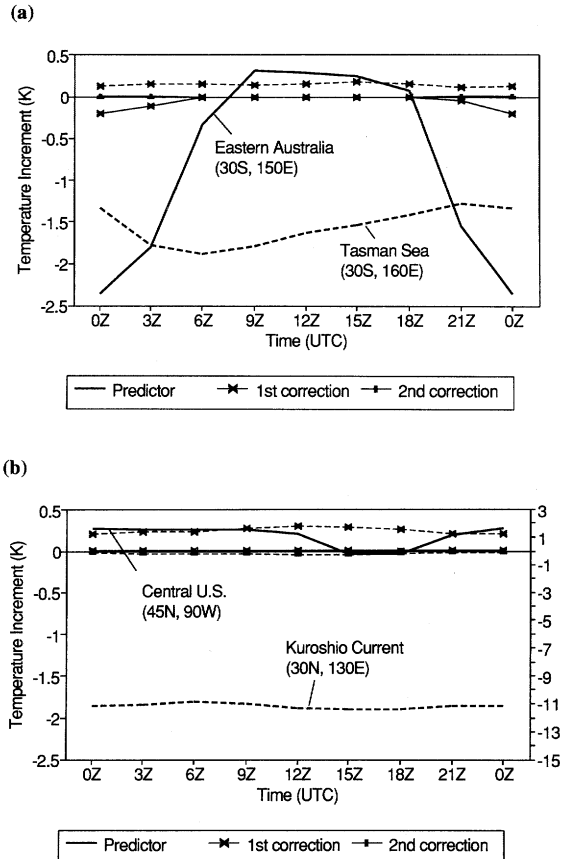 (a)
0.5
0
-0.5
-1
-1.5
-2
-2.5
Temperature Increment (K)
Eastern Australia
(30S, 150E)
Tasman Sea
(30S, 160E)
0Z 3Z 6Z 9Z 12Z 15Z 18Z 21Z 0Z
Time (UTC)
Predictor 1st correction 2nd correction
(b)
0.5
0
-0.5
-1
-1.5
-2
-2.5
Temperature Increment (K)
3
1
-1
-3
-5
-7
-9
-11
-13
-15
Central U.S.
(45N, 90W)
Kuroshio Current
(30N, 130E)
0Z 3Z 6Z 9Z 12Z 15Z 18Z 21Z 0Z
Time (UTC)
Predictor 1st correction 2nd correction